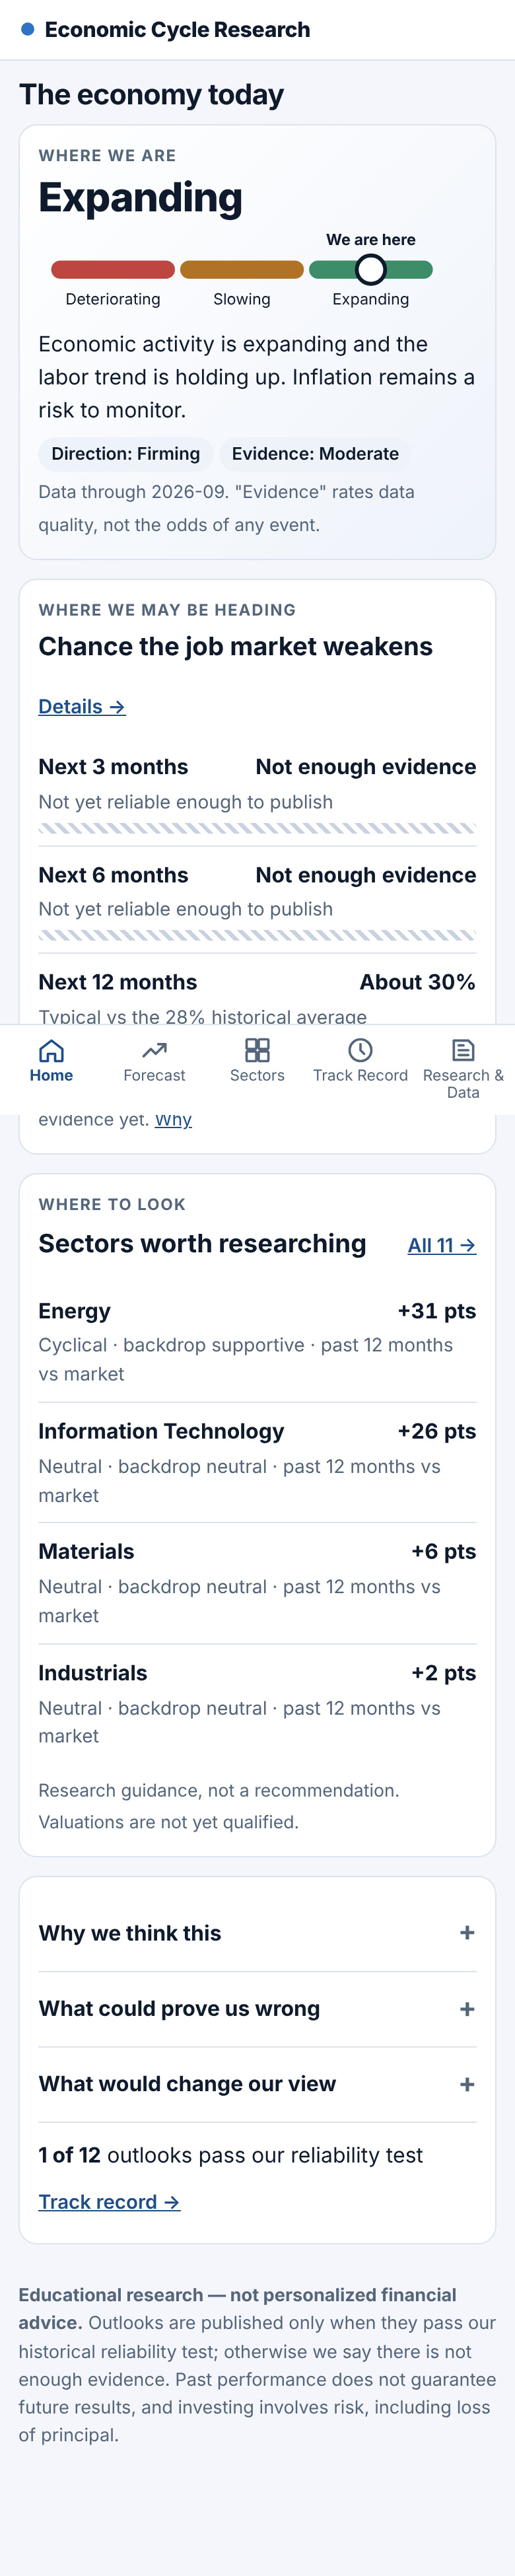 Economic Cycle Research
The economy today
WHERE WE ARE
Expanding
We are here
Deteriorating
Slowing
Expanding
Economic activity is expanding and the
labor trend is holding up. Inflation remains a
risk to monitor.
Direction: Firming
Evidence: Moderate
Data through 2026-09. "Evidence" rates data
quality, not the odds of any event.
WHERE WE MAY BE HEADING
Chance the job market weakens
Details →
Next 3 months
Not enough evidence
Not yet reliable enough to publish
Next 6 months
Not enough evidence
Not yet reliable enough to publish
Next 12 months
About 30%
Typical vs the 28% historical average
Home
Forecast
Sectors
Track Record
Research &
Data
evidence yet. Why
WHERE TO LOOK
Sectors worth researching
All 11 →
Energy
+31 pts
Cyclical · backdrop supportive · past 12 months
vs market
Information Technology
+26 pts
Neutral · backdrop neutral · past 12 months vs
market
Materials
+6 pts
Neutral · backdrop neutral · past 12 months vs
market
Industrials
+2 pts
Neutral · backdrop neutral · past 12 months vs
market
Research guidance, not a recommendation.
Valuations are not yet qualified.
Why we think this +
What could prove us wrong +
What would change our view +
1 of 12 outlooks pass our reliability test
Track record →
Educational research — not personalized financial
advice. Outlooks are published only when they pass our
historical reliability test; otherwise we say there is not
enough evidence. Past performance does not guarantee
future results, and investing involves risk, including loss
of principal.